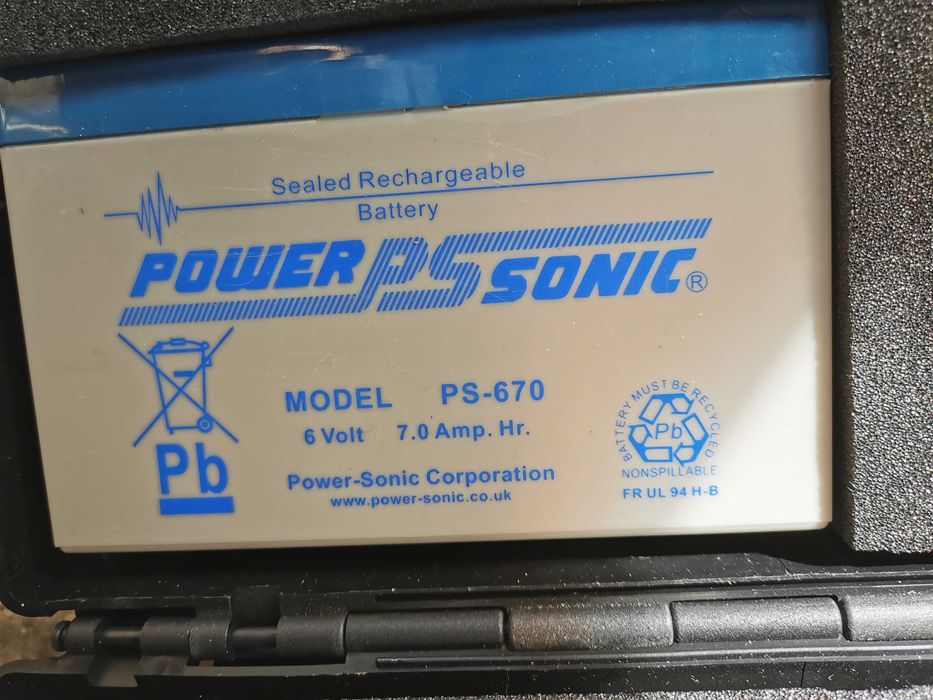 Sealed Rechargeable
Battery
POWER PS SONIC®
Pb
MODEL PS-670
6 Volt 7.0 Amp. Hr.
Power-Sonic Corporation
www.power-sonic.co.uk
BATTERY MUST BE RECYCLED
Pb
NONSPILLABLE
FR UL 94 H-B